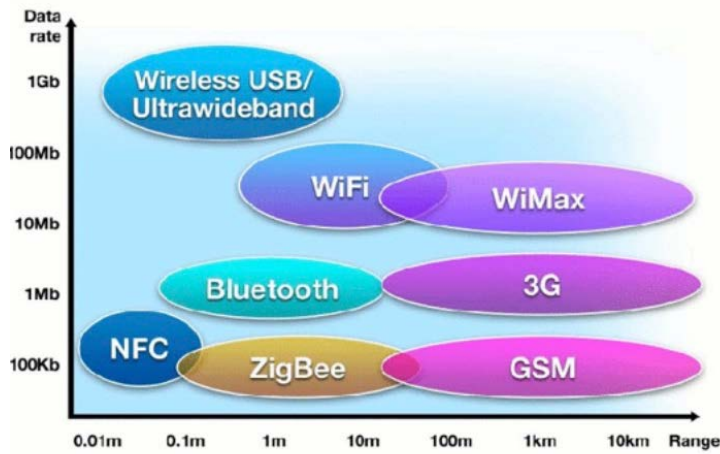 Data
rate
1Gb
Wireless USB/
Ultrawideband
100Mb
WiFi
WiMax
10Mb
Bluetooth
3G
1Mb
NFC
ZigBee
GSM
100Kb
0.01m 0.1m 1m 10m 100m 1km 10km Range